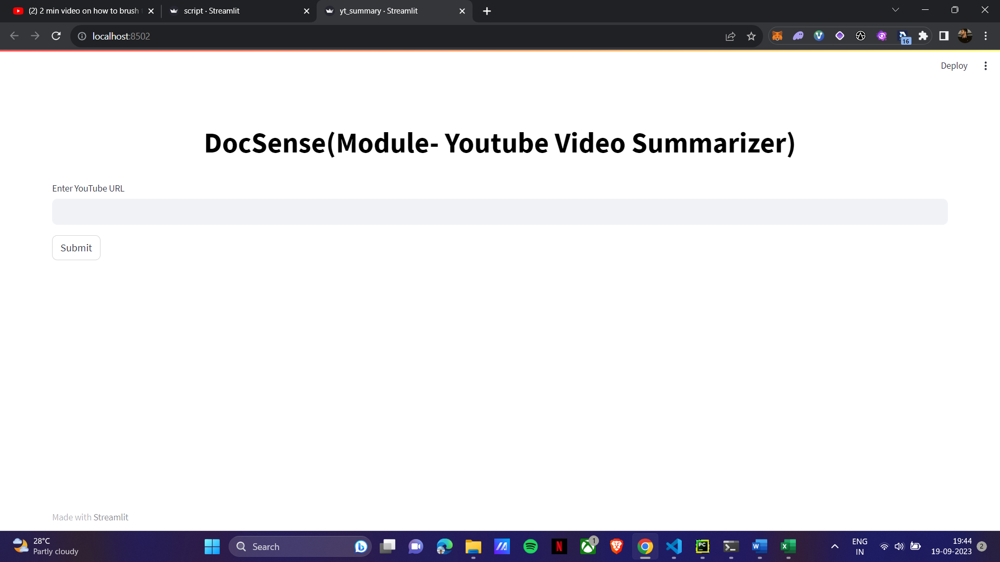 (2) 2 min video on how to brush
script · Streamlit
yt_summary · Streamlit
localhost:8502
16
Deploy
DocSense(Module- Youtube Video Summarizer)
Enter YouTube URL
Submit
Made with Streamlit
28°C
Partly cloudy
Search
1
PC
W
X
ENG
IN
19:44
19-09-2023
2